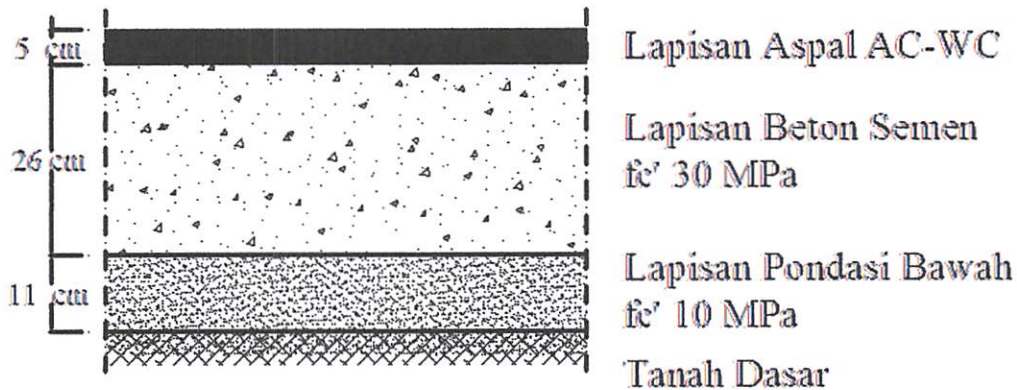 5 cm
Lapisan Aspal AC-WC
26 cm
Lapisan Beton Semen
fc' 30 MPa
11 cm
Lapisan Pondasi Bawah
fc' 10 MPa
Tanah Dasar